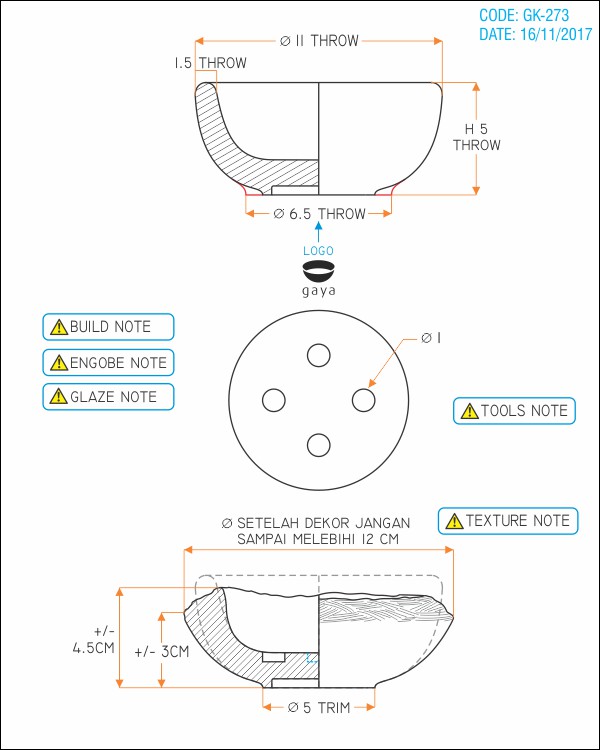 CODE: GK-273
DATE: 16/11/2017
Ø 11 THROW
1.5 THROW
H 5
THROW
Ø 6.5 THROW
LOGO
gaya
BUILD NOTE
ENGOBE NOTE
GLAZE NOTE
Ø 1
TOOLS NOTE
TEXTURE NOTE
Ø SETELAH DEKOR JANGAN
SAMPAI MELEBIHI 12 CM
+/-
4.5CM
+/- 3CM
Ø 5 TRIM